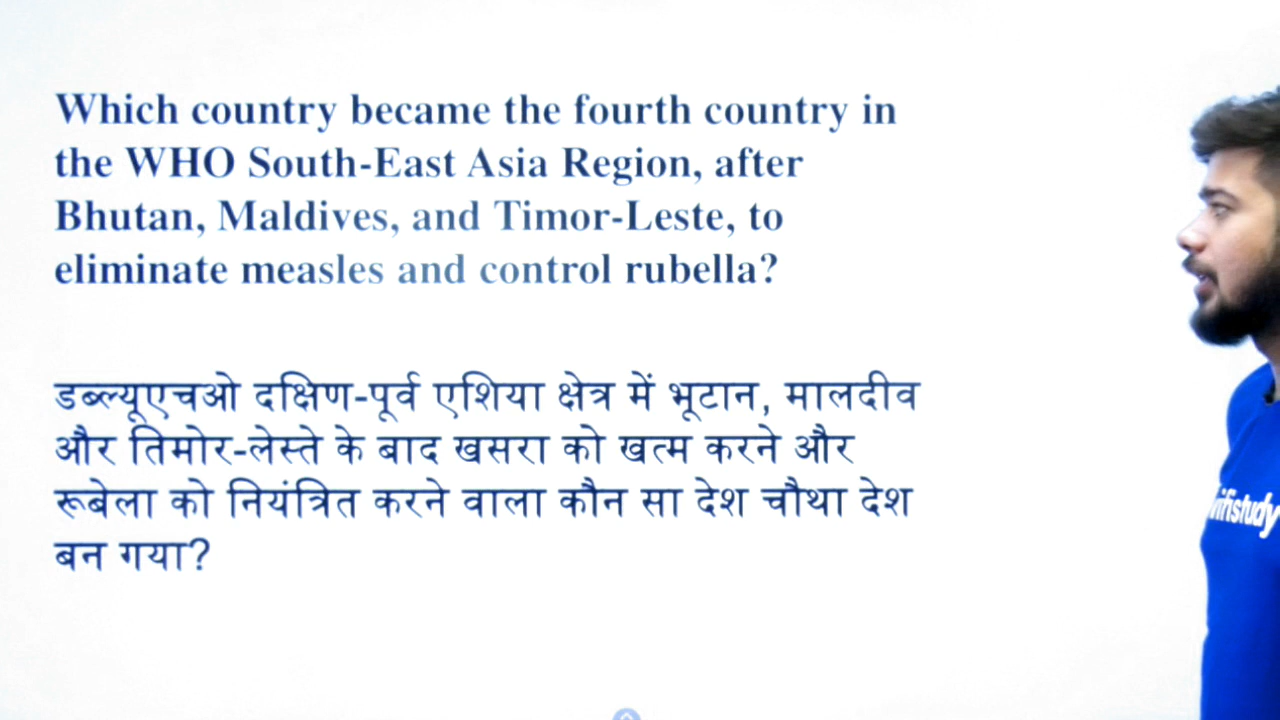 Which country became the fourth country in
the WHO South-East Asia Region, after
Bhutan, Maldives, and Timor-Leste, to
eliminate measles and control rubella?
डब्ल्यूएचओ दक्षिण-पूर्व एशिया क्षेत्र में भूटान, मालदीव
और तिमोर-लेस्ते के बाद खसरा को खत्म करने और
रूबेला को नियंत्रित करने वाला कौन सा देश चौथा देश
बन गया?
wifistudy